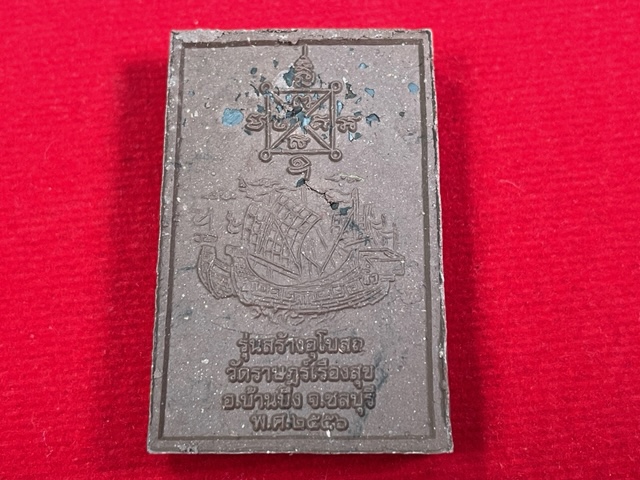 รุ่นสร้างอุโบสถ
วัดราษฎร์เรืองสุข
อ.บ้านบึง จ.ชลบุรี
พ.ศ.๒๕๕๖